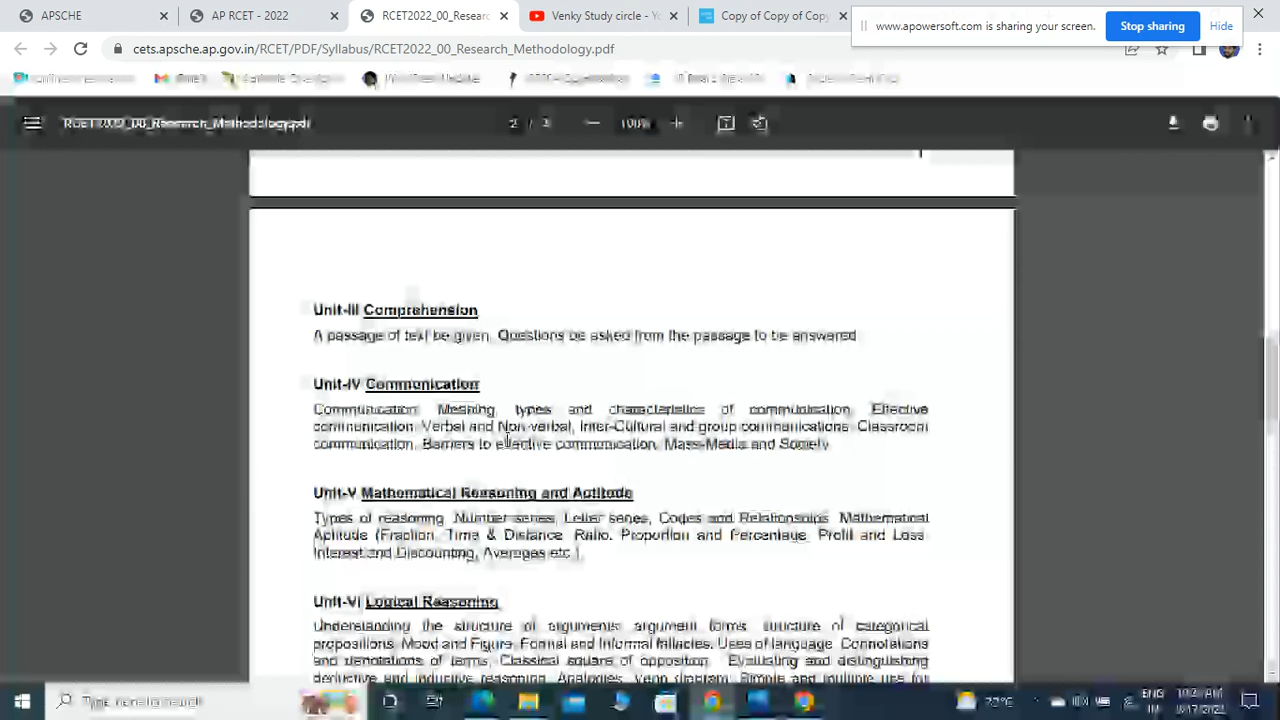 APSCHE
AP RCET - 2022
RCET2022_00_Researc
Venky Study circle - Yo
Copy of Copy of Copy
www.apowersoft.com is sharing your screen.
Stop sharing
Hide
cets.apsche.ap.gov.in/RCET/PDF/Syllabus/RCET2022_00_Research_Methodology.pdf
RCET2022_00_Research_Methodology.pdf
2 / 3
100%
Unit-III Comprehension
A passage of text be given. Questions be asked from the passage to be answered
Unit-IV Communication
Communication: Meaning, types and characteristics of communication. Effective
communication: Verbal and Non-verbal, Inter-Cultural and group communications. Classroom
communication. Barriers to effective communication. Mass-Media and Society.
Unit-V Mathematical Reasoning and Aptitude
Types of reasoning. Number series, Letter series, Codes and Relationships. Mathematical
Aptitude (Fraction, Time & Distance, Ratio, Proportion and Percentage, Profit and Loss,
Interest and Discounting, Averages etc.).
Unit-VI Logical Reasoning
Understanding the structure of arguments: argument forms, structure of categorical
propositions, Mood and Figure, Formal and Informal fallacies, Uses of language, Connotations
and denotations of terms, Classical square of opposition. Evaluating and distinguishing
deductive and inductive reasoning. Analogies. Venn diagram: Simple and multiple use for
ENG
IN